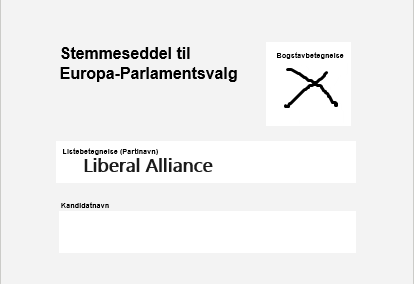 Stemmeseddel til
Europa-Parlamentsvalg
Bogstavbetegnelse
X
Listebetegnelse (Partinavn)
Liberal Alliance
Kandidatnavn